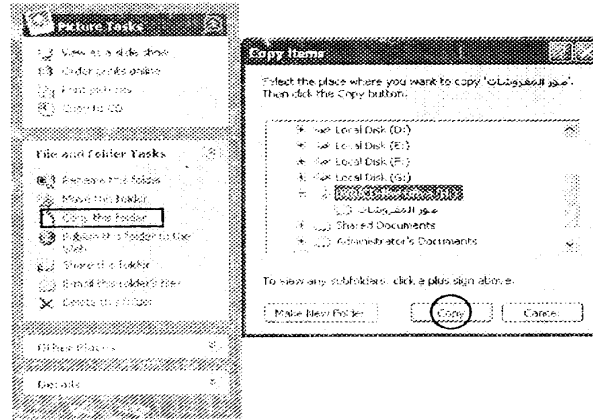 Picture Tasks
View as a slide show
Order prints online
Print pictures
Copy to CD
File and Folder Tasks
Rename this folder
Move this folder
Copy this folder
Publish this folder to the
Web
Share this folder
E-mail this folder's files
Delete this folder
Other Places
Details
Copy Items
Select the place where you want to copy 'صور المفروشات'.
Then click the Copy button.
Local Disk (D:)
Local Disk (E:)
Local Disk (F:)
Local Disk (G:)
صور المفروشات
Shared Documents
Administrator's Documents
To view any subfolders, click a plus sign above.
Make New Folder
Copy
Cancel